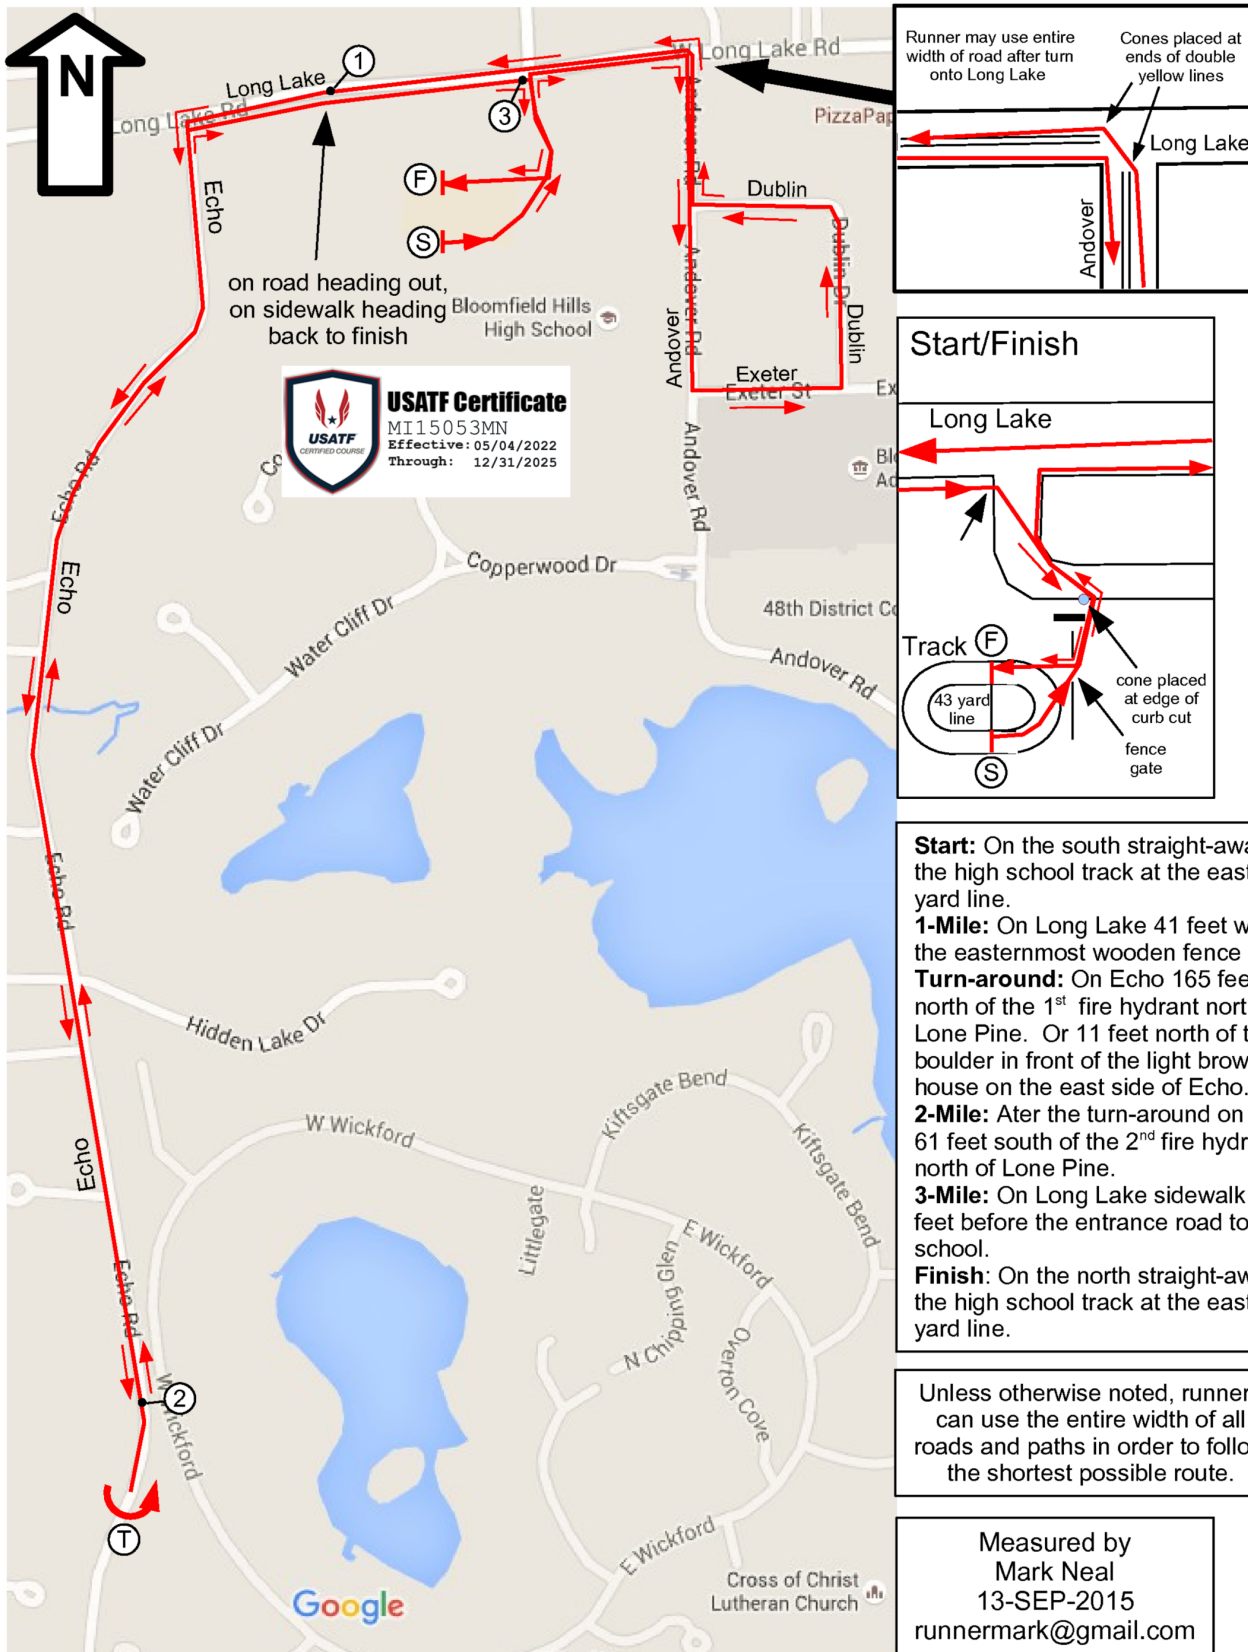 N
Long Lake
1
W Long Lake Rd
Long Lake Rd
3
Andover Rd
PizzaPap
F
S
Echo
Dublin
Dublin Dr
Dublin
on road heading out,
on sidewalk heading
back to finish
Bloomfield Hills
High School
Andover
Andover Rd
Exeter
Exeter St
Ex
USATF
CERTIFIED COURSE
USATF Certificate
MI15053MN
Effective: 05/04/2022
Through: 12/31/2025
Co
Andover Rd
Blo
Ad
Echo Rd
Echo
Copperwood Dr
48th District Co
Water Cliff Dr
Andover Rd
Water Cliff Dr
Echo Rd
Hidden Lake Dr
Echo
W Wickford
Kiftsgate Bend
Kiftsgate Bend
Littlegate
E Wickford
N Chipping Glen
Overton Cove
Echo Rd
2
W Wickford
T
E Wickford
Cross of Christ
Lutheran Church
Google
Runner may use entire
width of road after turn
onto Long Lake
Cones placed at
ends of double
yellow lines
Long Lake
Andover
Start/Finish
Long Lake
Track
F
43 yard
line
S
cone placed
at edge of
curb cut
fence
gate
Start: On the south straight-awa
the high school track at the east
yard line.
1-Mile: On Long Lake 41 feet w
the easternmost wooden fence
Turn-around: On Echo 165 fee
north of the 1st fire hydrant nort
Lone Pine. Or 11 feet north of t
boulder in front of the light brow
house on the east side of Echo.
2-Mile: Ater the turn-around on
61 feet south of the 2nd fire hydr
north of Lone Pine.
3-Mile: On Long Lake sidewalk
feet before the entrance road to
school.
Finish: On the north straight-aw
the high school track at the east
yard line.
Unless otherwise noted, runner
can use the entire width of all
roads and paths in order to follo
the shortest possible route.
Measured by
Mark Neal
13-SEP-2015
runnermark@gmail.com